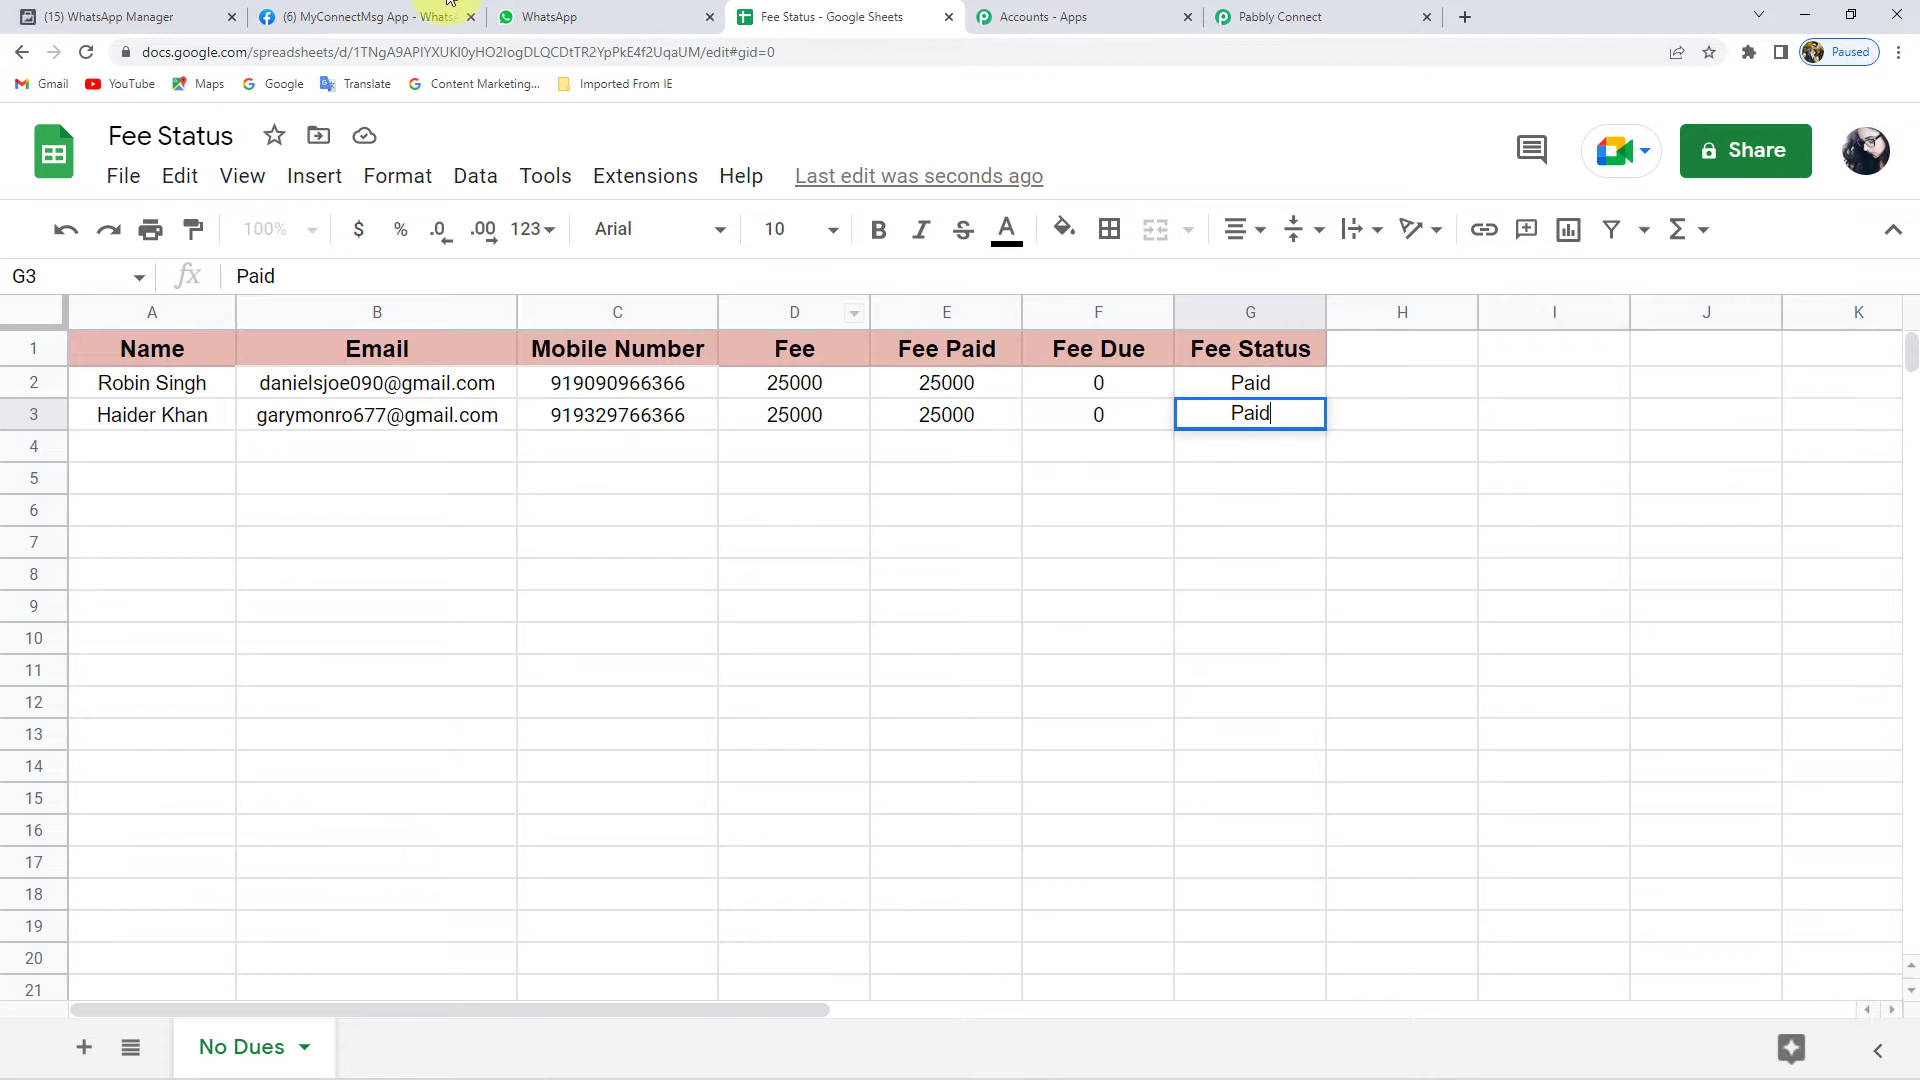 (15) WhatsApp Manager
(6) MyConnectMsg App - Whats
WhatsApp
Fee Status - Google Sheets
Accounts - Apps
Pabbly Connect
docs.google.com/spreadsheets/d/1TNgA9APIYXUKI0yHO2IogDLQCDtTR2YpPkE4f2UqaUM/edit#gid=0
Paused
Gmail
YouTube
Maps
Google
Translate
Content Marketing...
Imported From IE
Fee Status
Share
File Edit View Insert Format Data Tools Extensions Help Last edit was seconds ago
100% $ % .0 .00 123 Arial 10 B I S A
G3 fx Paid
A B C D E F G H I J K
1 Name Email Mobile Number Fee Fee Paid Fee Due Fee Status
2 Robin Singh danielsjoe090@gmail.com 919090966366 25000 25000 0 Paid
3 Haider Khan garymonro677@gmail.com 919329766366 25000 25000 0 Paid
4
5
6
7
8
9
10
11
12
13
14
15
16
17
18
19
20
21
No Dues